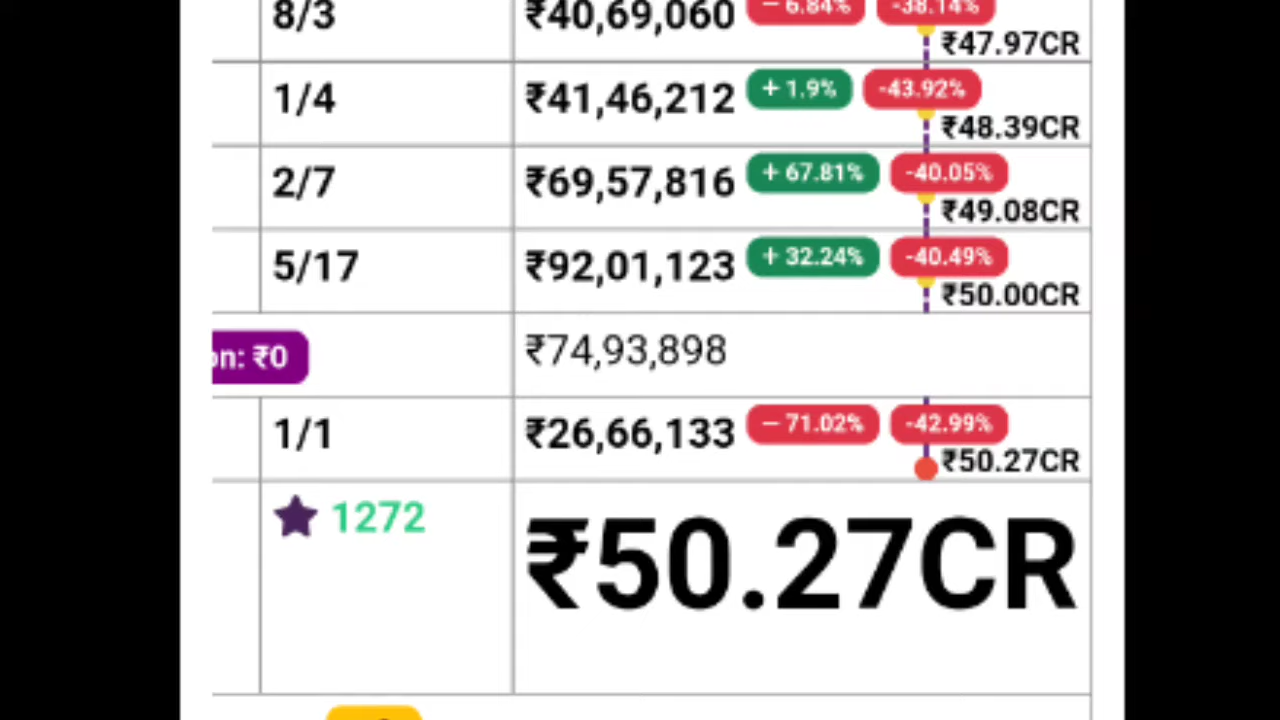 8/3 ₹40,69,060 − 6.84% -38.14%
₹47.97CR
1/4 ₹41,46,212 + 1.9% -43.92%
₹48.39CR
2/7 ₹69,57,816 + 67.81% -40.05%
₹49.08CR
5/17 ₹92,01,123 + 32.24% -40.49%
₹50.00CR
on: ₹0 ₹74,93,898
1/1 ₹26,66,133 − 71.02% -42.99%
₹50.27CR
1272 ₹50.27CR